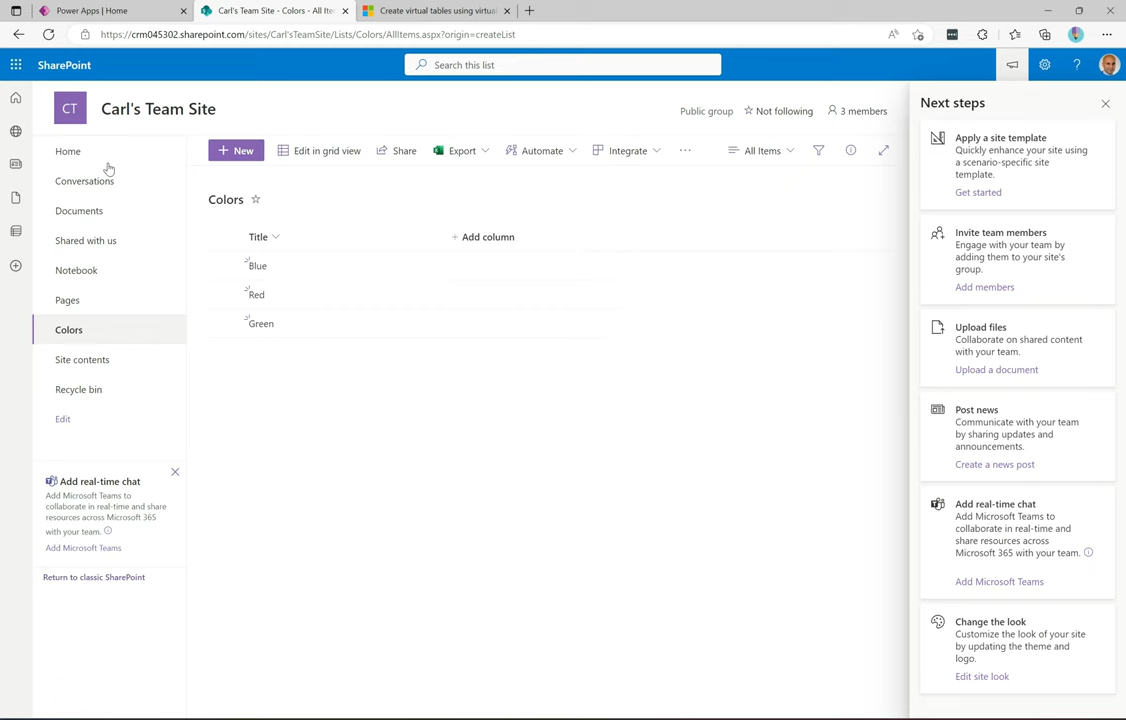 Power Apps | Home
Carl's Team Site - Colors - All Ite
Create virtual tables using virtual
https://crm045302.sharepoint.com/sites/Carl'sTeamSite/Lists/Colors/AllItems.aspx?origin=createList
SharePoint
Search this list
CT
Carl's Team Site
Public group
Not following
3 members
Home
Conversations
Documents
Shared with us
Notebook
Pages
Colors
Site contents
Recycle bin
Edit
Add real-time chat
Add Microsoft Teams to
collaborate in real-time and share
resources across Microsoft 365
with your team.
Add Microsoft Teams
Return to classic SharePoint
New
Edit in grid view
Share
Export
Automate
Integrate
All Items
Colors
Title
Add column
Blue
Red
Green
Next steps
Apply a site template
Quickly enhance your site using
a scenario-specific site
template.
Get started
Invite team members
Engage with your team by
adding them to your site's
group.
Add members
Upload files
Collaborate on shared content
with your team.
Upload a document
Post news
Communicate with your team
by sharing updates and
announcements.
Create a news post
Add real-time chat
Add Microsoft Teams to
collaborate in real-time and
share resources across
Microsoft 365 with your team.
Add Microsoft Teams
Change the look
Customize the look of your site
by updating the theme and
logo.
Edit site look